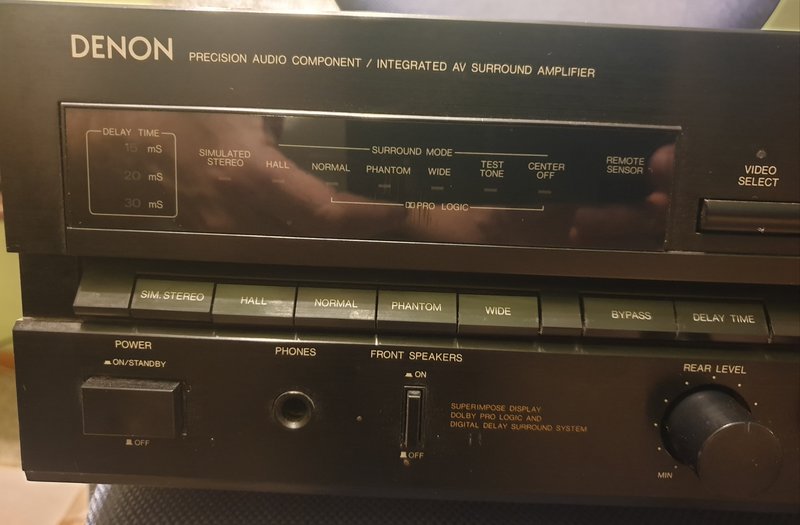 DENON
PRECISION AUDIO COMPONENT / INTEGRATED AV SURROUND AMPLIFIER
DELAY TIME
15 mS
20 mS
30 mS
SIMULATED
STEREO
HALL
SURROUND MODE
NORMAL
PHANTOM
WIDE
TEST
TONE
CENTER
OFF
PRO LOGIC
REMOTE
SENSOR
VIDEO
SELECT
SIM. STEREO
HALL
NORMAL
PHANTOM
WIDE
BYPASS
DELAY TIME
POWER
ON/STANDBY
OFF
PHONES
FRONT SPEAKERS
ON
OFF
SUPERIMPOSE DISPLAY
DOLBY PRO LOGIC AND
DIGITAL DELAY SURROUND SYSTEM
REAR LEVEL
MIN